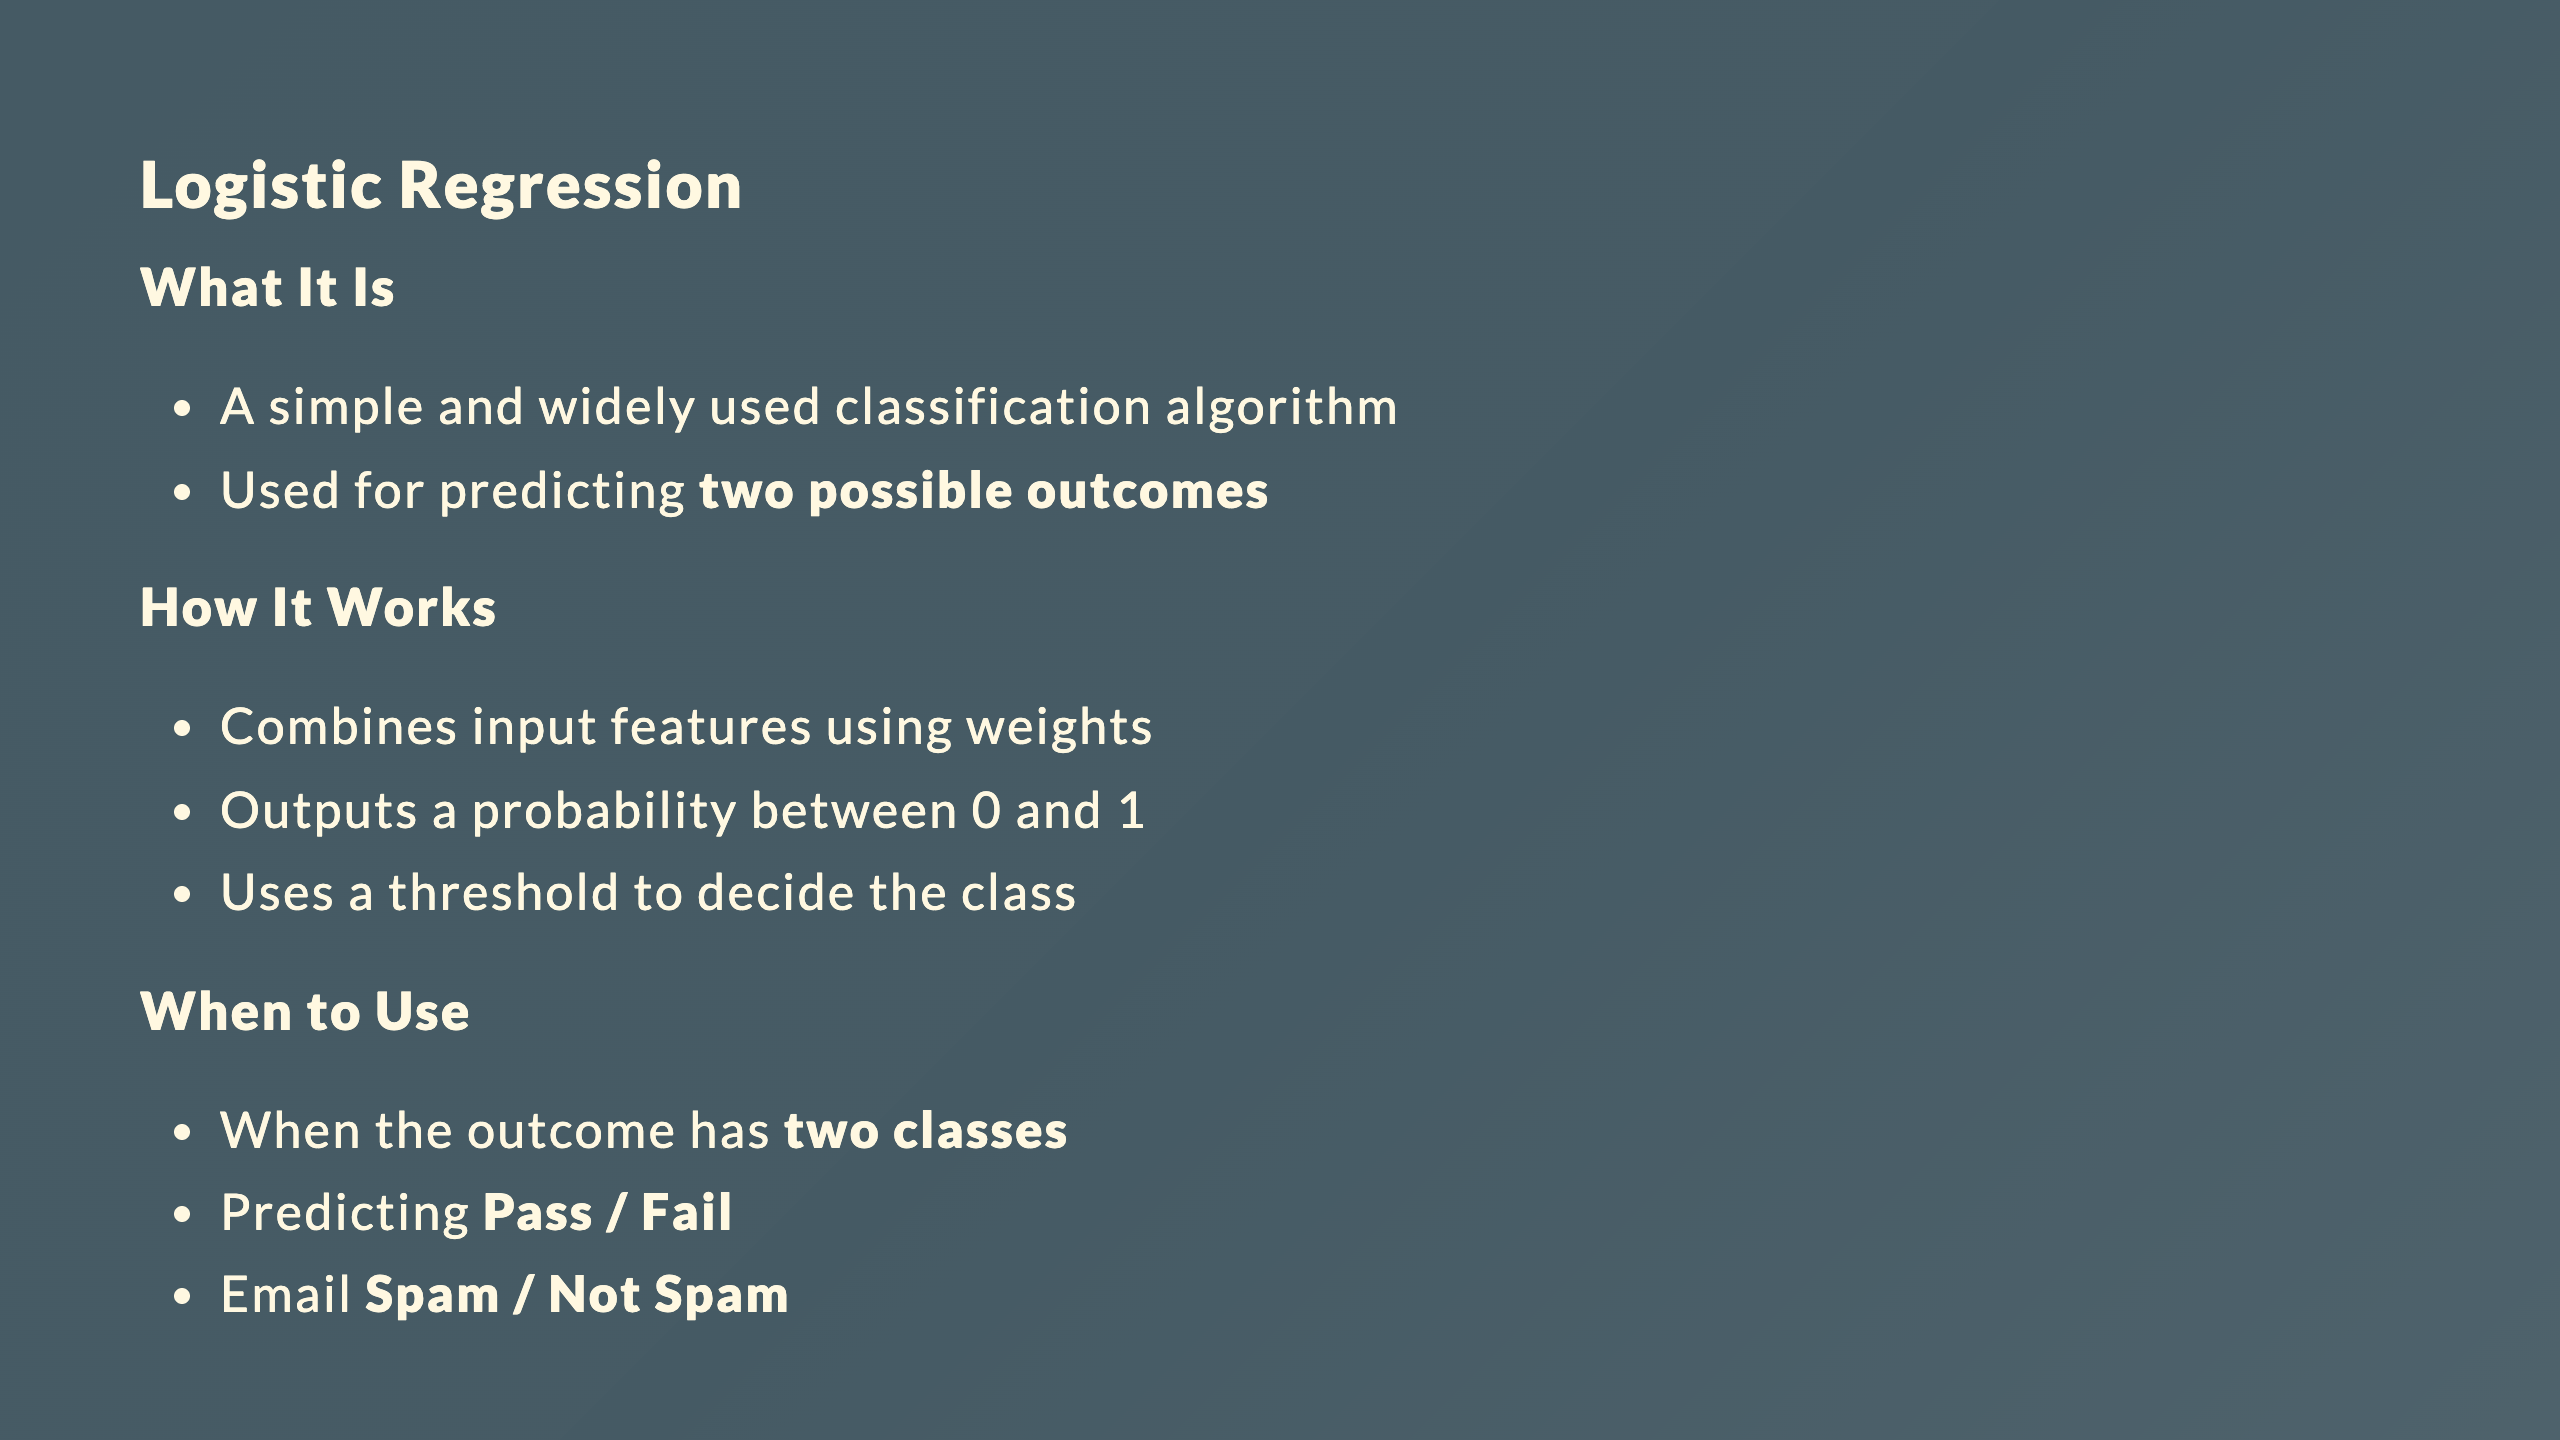 Logistic Regression
What It Is
• A simple and widely used classification algorithm
• Used for predicting two possible outcomes
How It Works
• Combines input features using weights
• Outputs a probability between 0 and 1
• Uses a threshold to decide the class
When to Use
• When the outcome has two classes
• Predicting Pass / Fail
• Email Spam / Not Spam